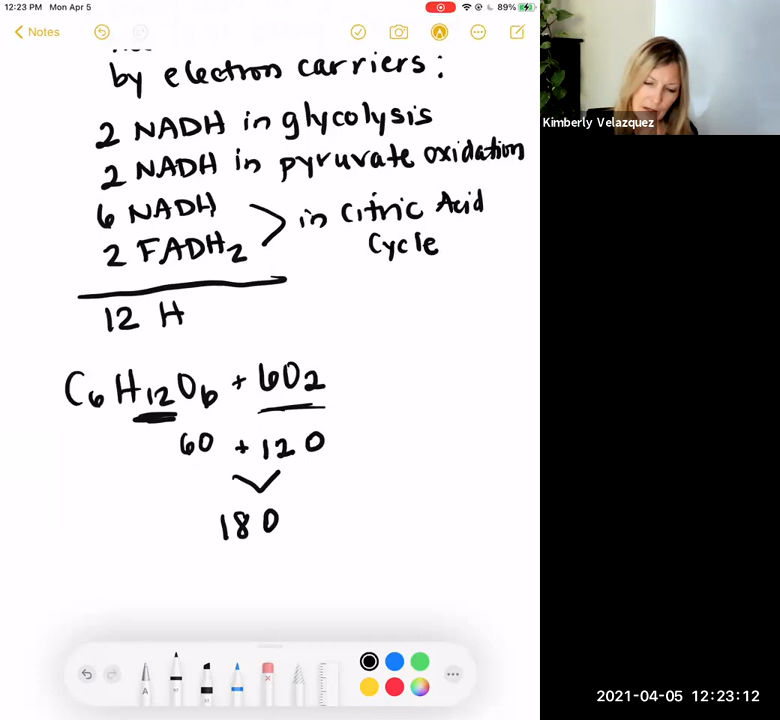 12:23 PM Mon Apr 5
89%
Notes
by electron carriers:
2 NADH in glycolysis
2 NADH in pyruvate oxidation
6 NADH
2 FADH2
> in Citric Acid
Cycle
12 H
C6H12O6 + 6O2
6O + 12 O
18 O
A
Kimberly Velazquez
2021-04-05 12:23:12